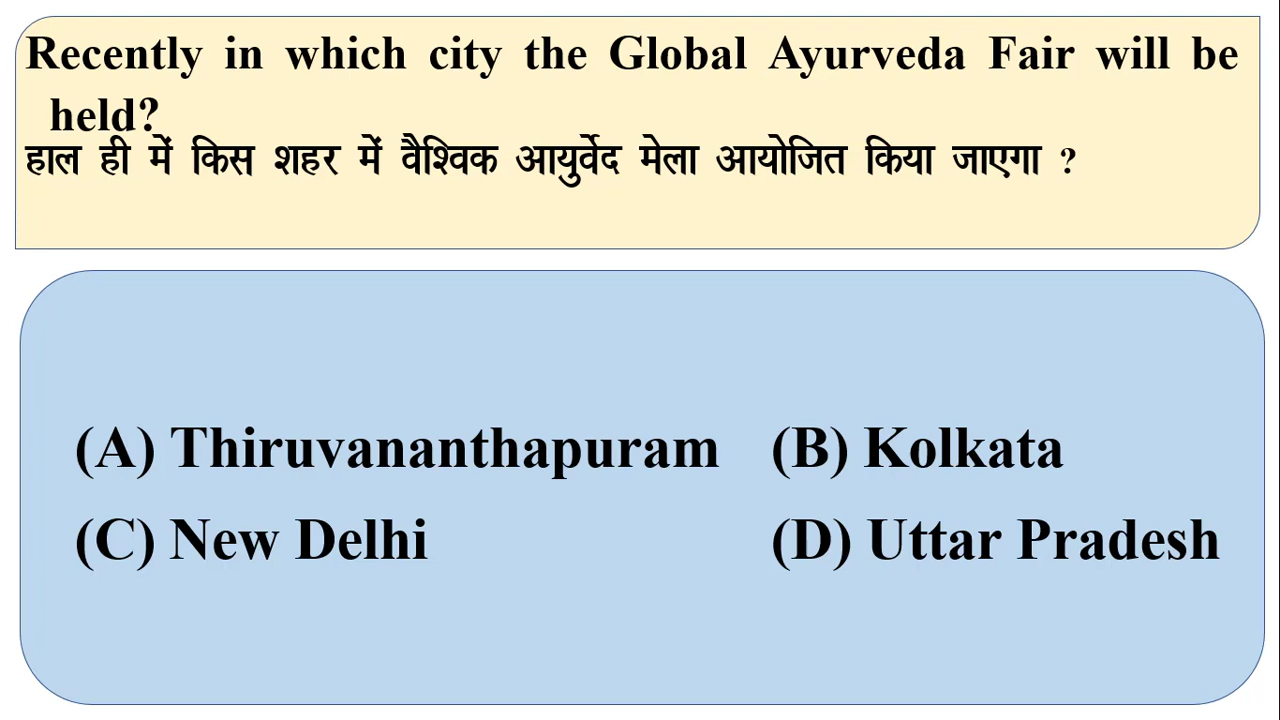 Recently in which city the Global Ayurveda Fair will be
held?
हाल ही में किस शहर में वैश्विक आयुर्वेद मेला आयोजित किया जाएगा ?
(A) Thiruvananthapuram (B) Kolkata
(C) New Delhi (D) Uttar Pradesh